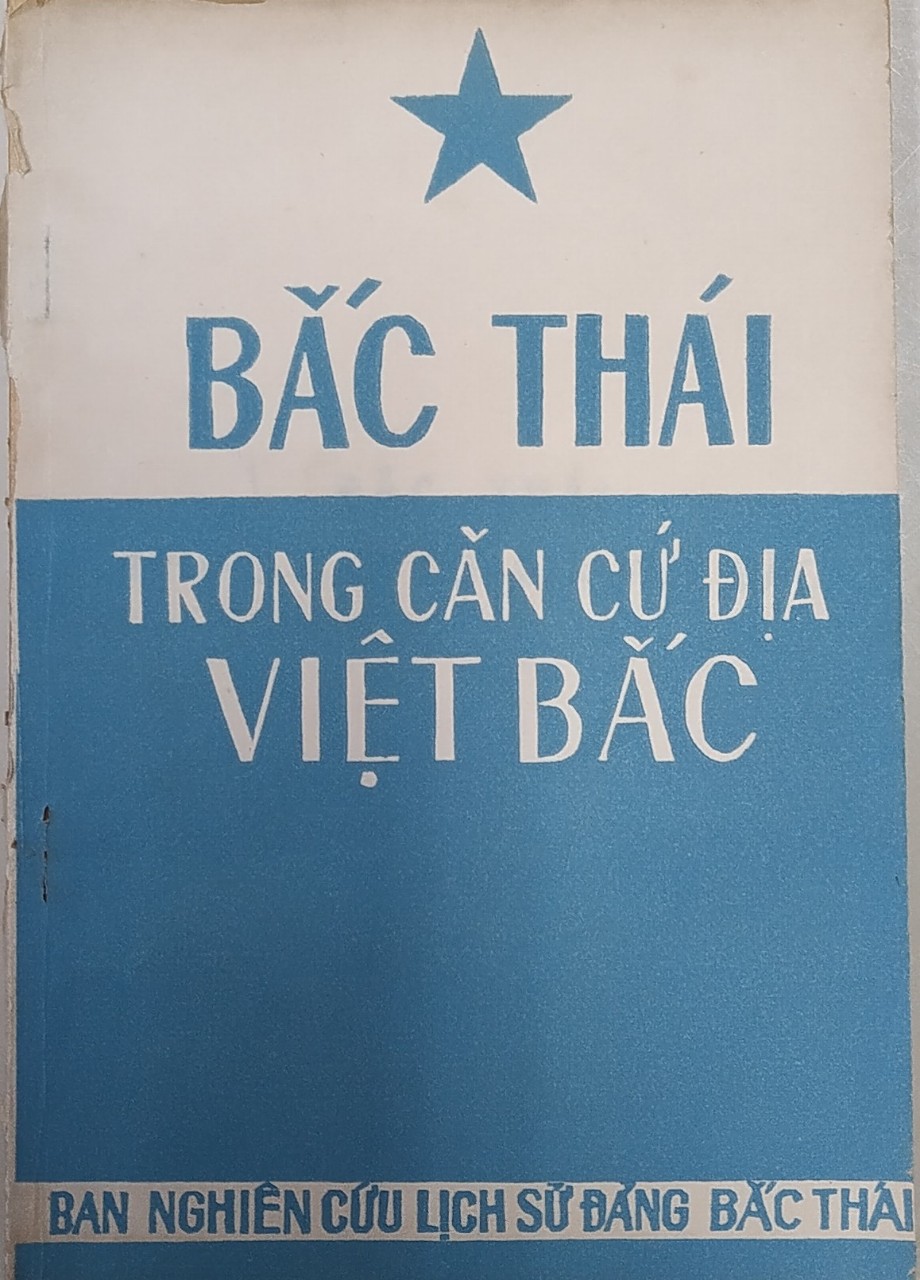 BẮC THÁI
TRONG CĂN CỨ ĐỊA
VIỆT BẮC
BAN NGHIÊN CỨU LỊCH SỬ ĐẢNG BẮC THÁI